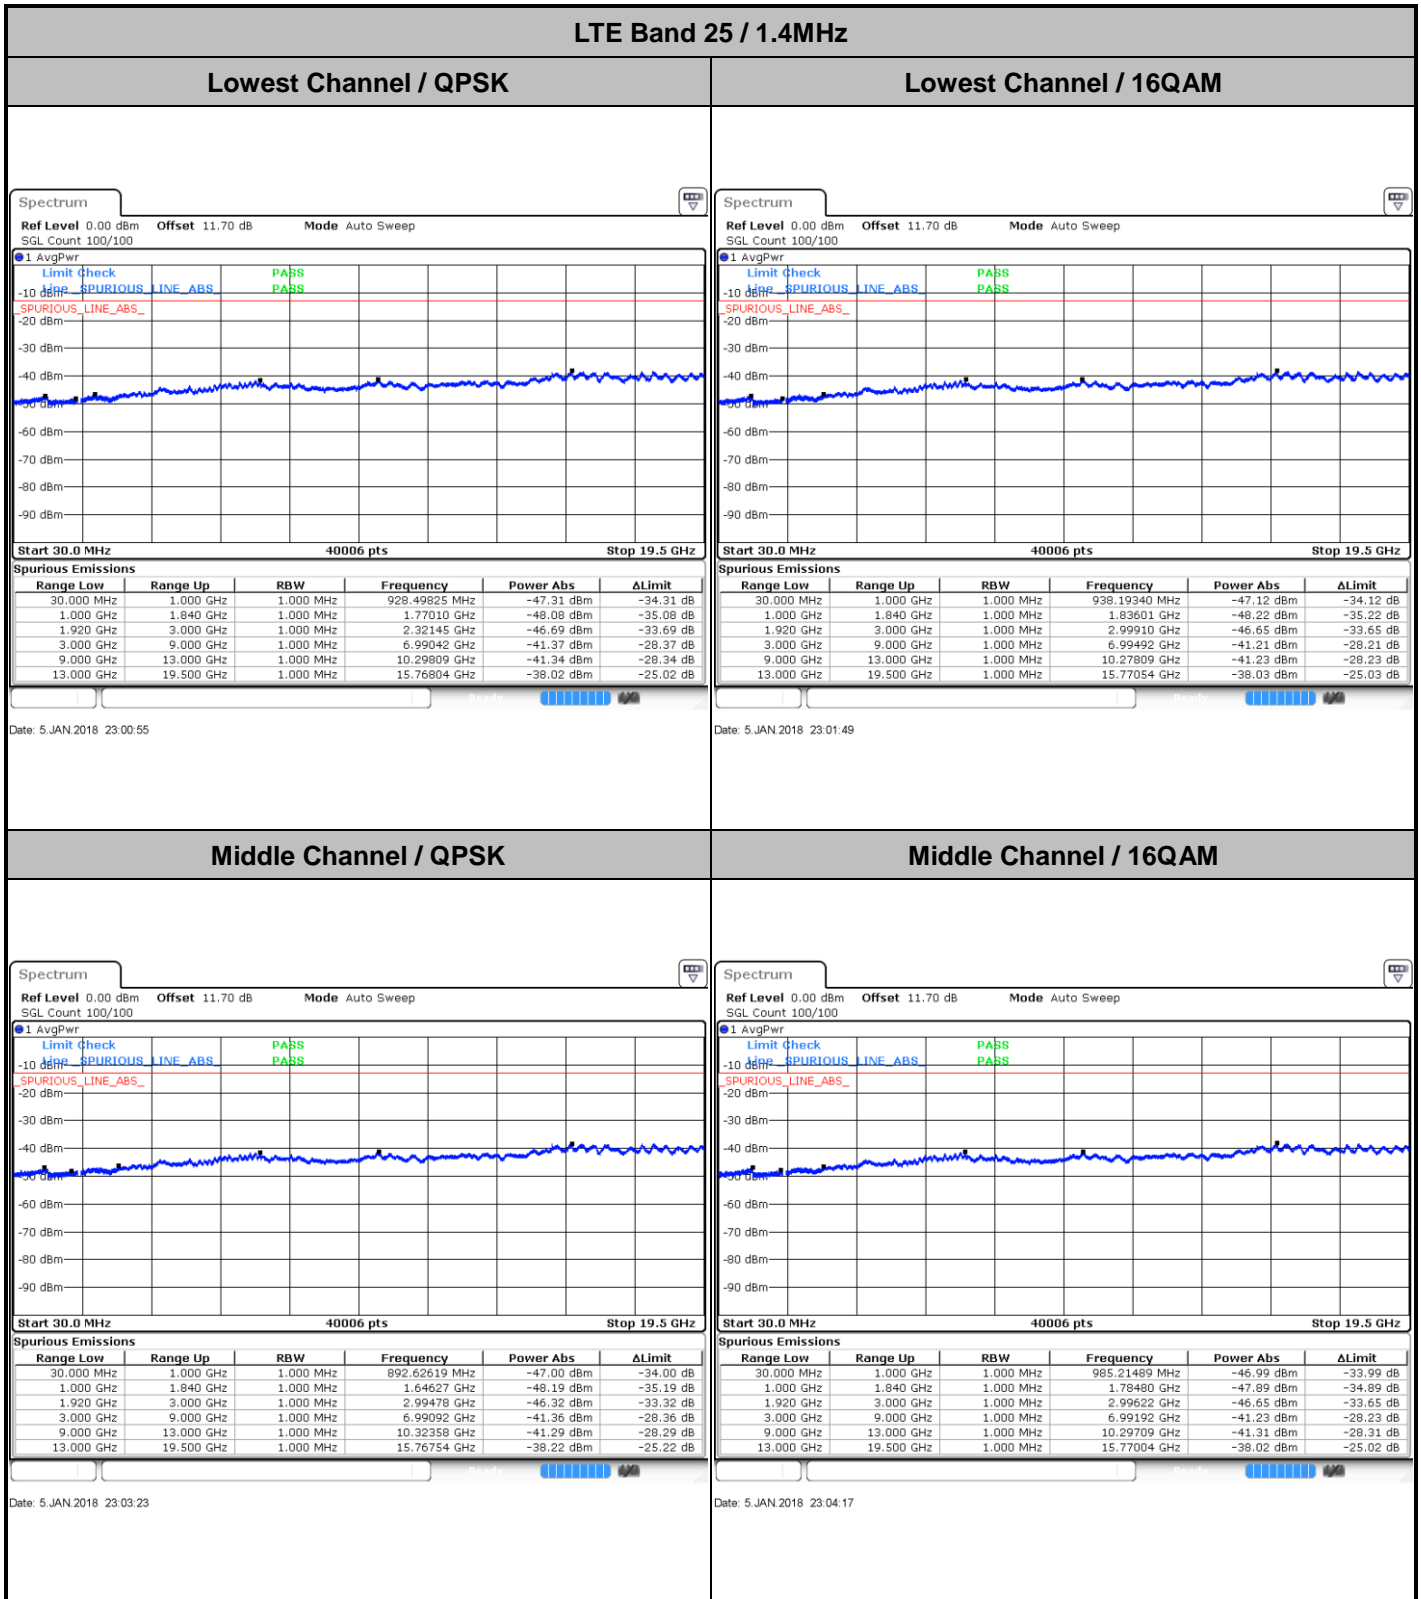 LTE Band 25 / 1.4MHz
Lowest Channel / QPSK
Lowest Channel / 16QAM
Spectrum
Ref Level 0.00 dBm Offset 11.70 dB Mode Auto Sweep
SGL Count 100/100
1 AvgPwr
Limit Check PASS
Line _SPURIOUS_LINE_ABS_ PASS
_SPURIOUS_LINE_ABS_
-10 dBm
-20 dBm
-30 dBm
-40 dBm
-50 dBm
-60 dBm
-70 dBm
-80 dBm
-90 dBm
Start 30.0 MHz 40006 pts Stop 19.5 GHz
Spurious Emissions
Range Low Range Up RBW Frequency Power Abs ΔLimit
30.000 MHz 1.000 GHz 1.000 MHz 928.49825 MHz -47.31 dBm -34.31 dB
1.000 GHz 1.840 GHz 1.000 MHz 1.77010 GHz -48.08 dBm -35.08 dB
1.920 GHz 3.000 GHz 1.000 MHz 2.32145 GHz -46.69 dBm -33.69 dB
3.000 GHz 9.000 GHz 1.000 MHz 6.99042 GHz -41.37 dBm -28.37 dB
9.000 GHz 13.000 GHz 1.000 MHz 10.29809 GHz -41.34 dBm -28.34 dB
13.000 GHz 19.500 GHz 1.000 MHz 15.76804 GHz -38.02 dBm -25.02 dB
Ready
Date: 5.JAN.2018 23:00:55
Spectrum
Ref Level 0.00 dBm Offset 11.70 dB Mode Auto Sweep
SGL Count 100/100
1 AvgPwr
Limit Check PASS
Line _SPURIOUS_LINE_ABS_ PASS
_SPURIOUS_LINE_ABS_
-10 dBm
-20 dBm
-30 dBm
-40 dBm
-50 dBm
-60 dBm
-70 dBm
-80 dBm
-90 dBm
Start 30.0 MHz 40006 pts Stop 19.5 GHz
Spurious Emissions
Range Low Range Up RBW Frequency Power Abs ΔLimit
30.000 MHz 1.000 GHz 1.000 MHz 938.19340 MHz -47.12 dBm -34.12 dB
1.000 GHz 1.840 GHz 1.000 MHz 1.83601 GHz -48.22 dBm -35.22 dB
1.920 GHz 3.000 GHz 1.000 MHz 2.99910 GHz -46.65 dBm -33.65 dB
3.000 GHz 9.000 GHz 1.000 MHz 6.99492 GHz -41.21 dBm -28.21 dB
9.000 GHz 13.000 GHz 1.000 MHz 10.27809 GHz -41.23 dBm -28.23 dB
13.000 GHz 19.500 GHz 1.000 MHz 15.77054 GHz -38.03 dBm -25.03 dB
Ready
Date: 5.JAN.2018 23:01:49
Middle Channel / QPSK
Middle Channel / 16QAM
Spectrum
Ref Level 0.00 dBm Offset 11.70 dB Mode Auto Sweep
SGL Count 100/100
1 AvgPwr
Limit Check PASS
Line _SPURIOUS_LINE_ABS_ PASS
_SPURIOUS_LINE_ABS_
-10 dBm
-20 dBm
-30 dBm
-40 dBm
-50 dBm
-60 dBm
-70 dBm
-80 dBm
-90 dBm
Start 30.0 MHz 40006 pts Stop 19.5 GHz
Spurious Emissions
Range Low Range Up RBW Frequency Power Abs ΔLimit
30.000 MHz 1.000 GHz 1.000 MHz 892.62619 MHz -47.00 dBm -34.00 dB
1.000 GHz 1.840 GHz 1.000 MHz 1.64627 GHz -48.19 dBm -35.19 dB
1.920 GHz 3.000 GHz 1.000 MHz 2.99478 GHz -46.32 dBm -33.32 dB
3.000 GHz 9.000 GHz 1.000 MHz 6.99092 GHz -41.36 dBm -28.36 dB
9.000 GHz 13.000 GHz 1.000 MHz 10.32358 GHz -41.29 dBm -28.29 dB
13.000 GHz 19.500 GHz 1.000 MHz 15.76754 GHz -38.22 dBm -25.22 dB
Ready
Date: 5.JAN.2018 23:03:23
Spectrum
Ref Level 0.00 dBm Offset 11.70 dB Mode Auto Sweep
SGL Count 100/100
1 AvgPwr
Limit Check PASS
Line _SPURIOUS_LINE_ABS_ PASS
_SPURIOUS_LINE_ABS_
-10 dBm
-20 dBm
-30 dBm
-40 dBm
-50 dBm
-60 dBm
-70 dBm
-80 dBm
-90 dBm
Start 30.0 MHz 40006 pts Stop 19.5 GHz
Spurious Emissions
Range Low Range Up RBW Frequency Power Abs ΔLimit
30.000 MHz 1.000 GHz 1.000 MHz 985.21489 MHz -46.99 dBm -33.99 dB
1.000 GHz 1.840 GHz 1.000 MHz 1.78480 GHz -47.89 dBm -34.89 dB
1.920 GHz 3.000 GHz 1.000 MHz 2.99622 GHz -46.65 dBm -33.65 dB
3.000 GHz 9.000 GHz 1.000 MHz 6.99192 GHz -41.23 dBm -28.23 dB
9.000 GHz 13.000 GHz 1.000 MHz 10.29709 GHz -41.31 dBm -28.31 dB
13.000 GHz 19.500 GHz 1.000 MHz 15.77004 GHz -38.02 dBm -25.02 dB
Ready
Date: 5.JAN.2018 23:04:17